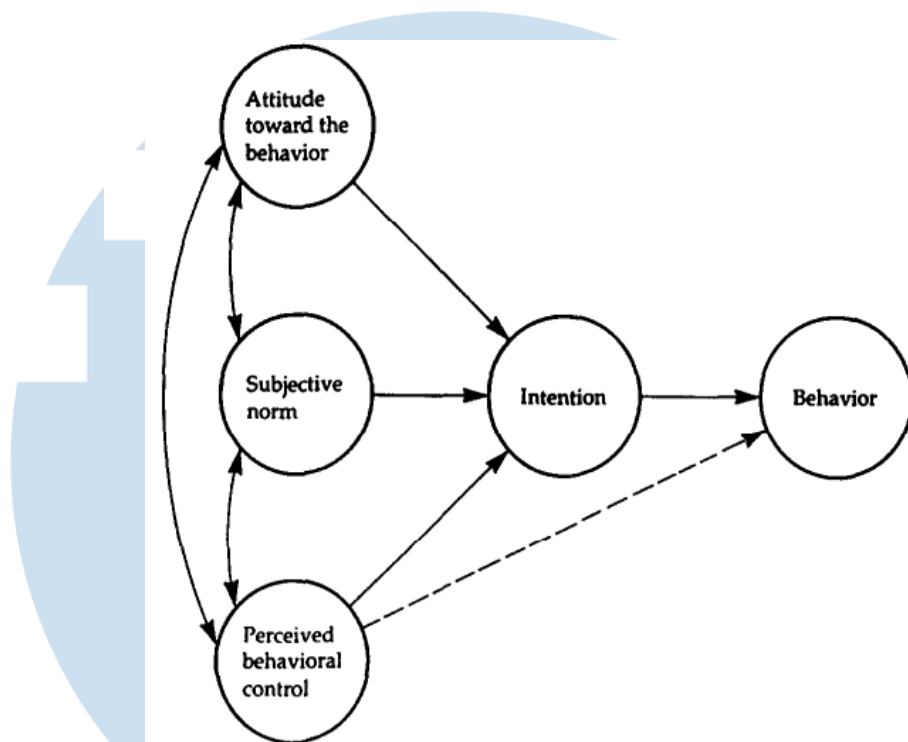 Attitude
toward the
behavior
Subjective
norm
Intention
Behavior
Perceived
behavioral
control